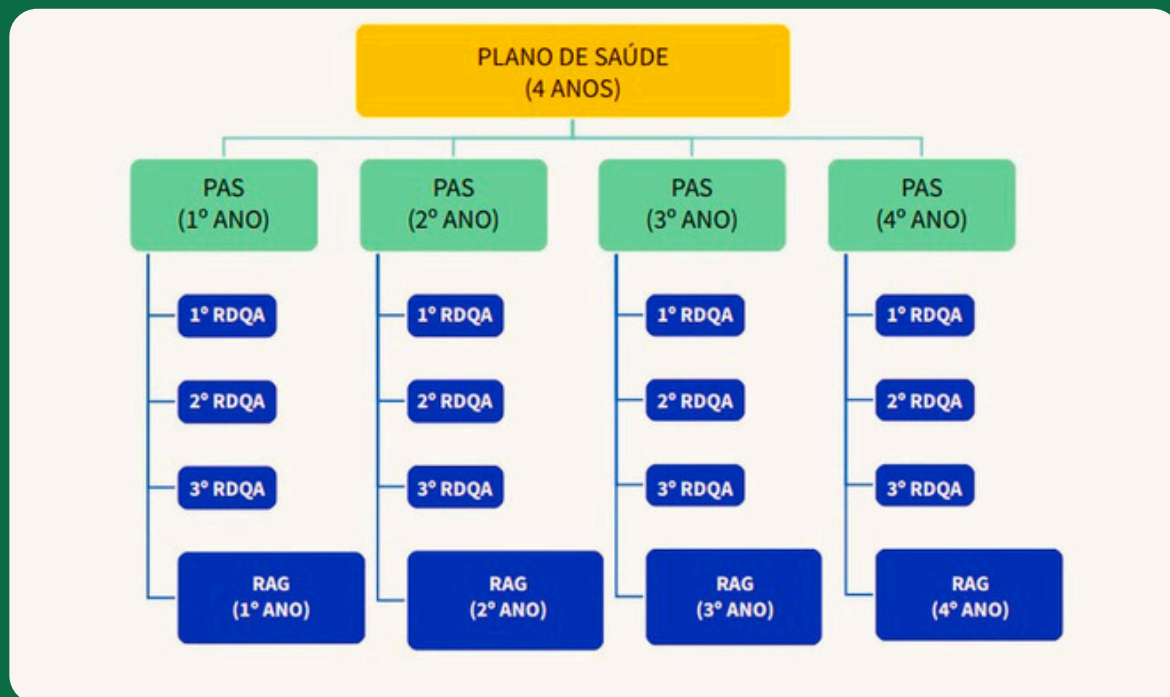 PLANO DE SAÚDE
(4 ANOS)
PAS
(1º ANO)
PAS
(2º ANO)
PAS
(3º ANO)
PAS
(4º ANO)
1º RDQA
1º RDQA
1º RDQA
1º RDQA
2º RDQA
2º RDQA
2º RDQA
2º RDQA
3º RDQA
3º RDQA
3º RDQA
3º RDQA
RAG
(1º ANO)
RAG
(2º ANO)
RAG
(3º ANO)
RAG
(4º ANO)